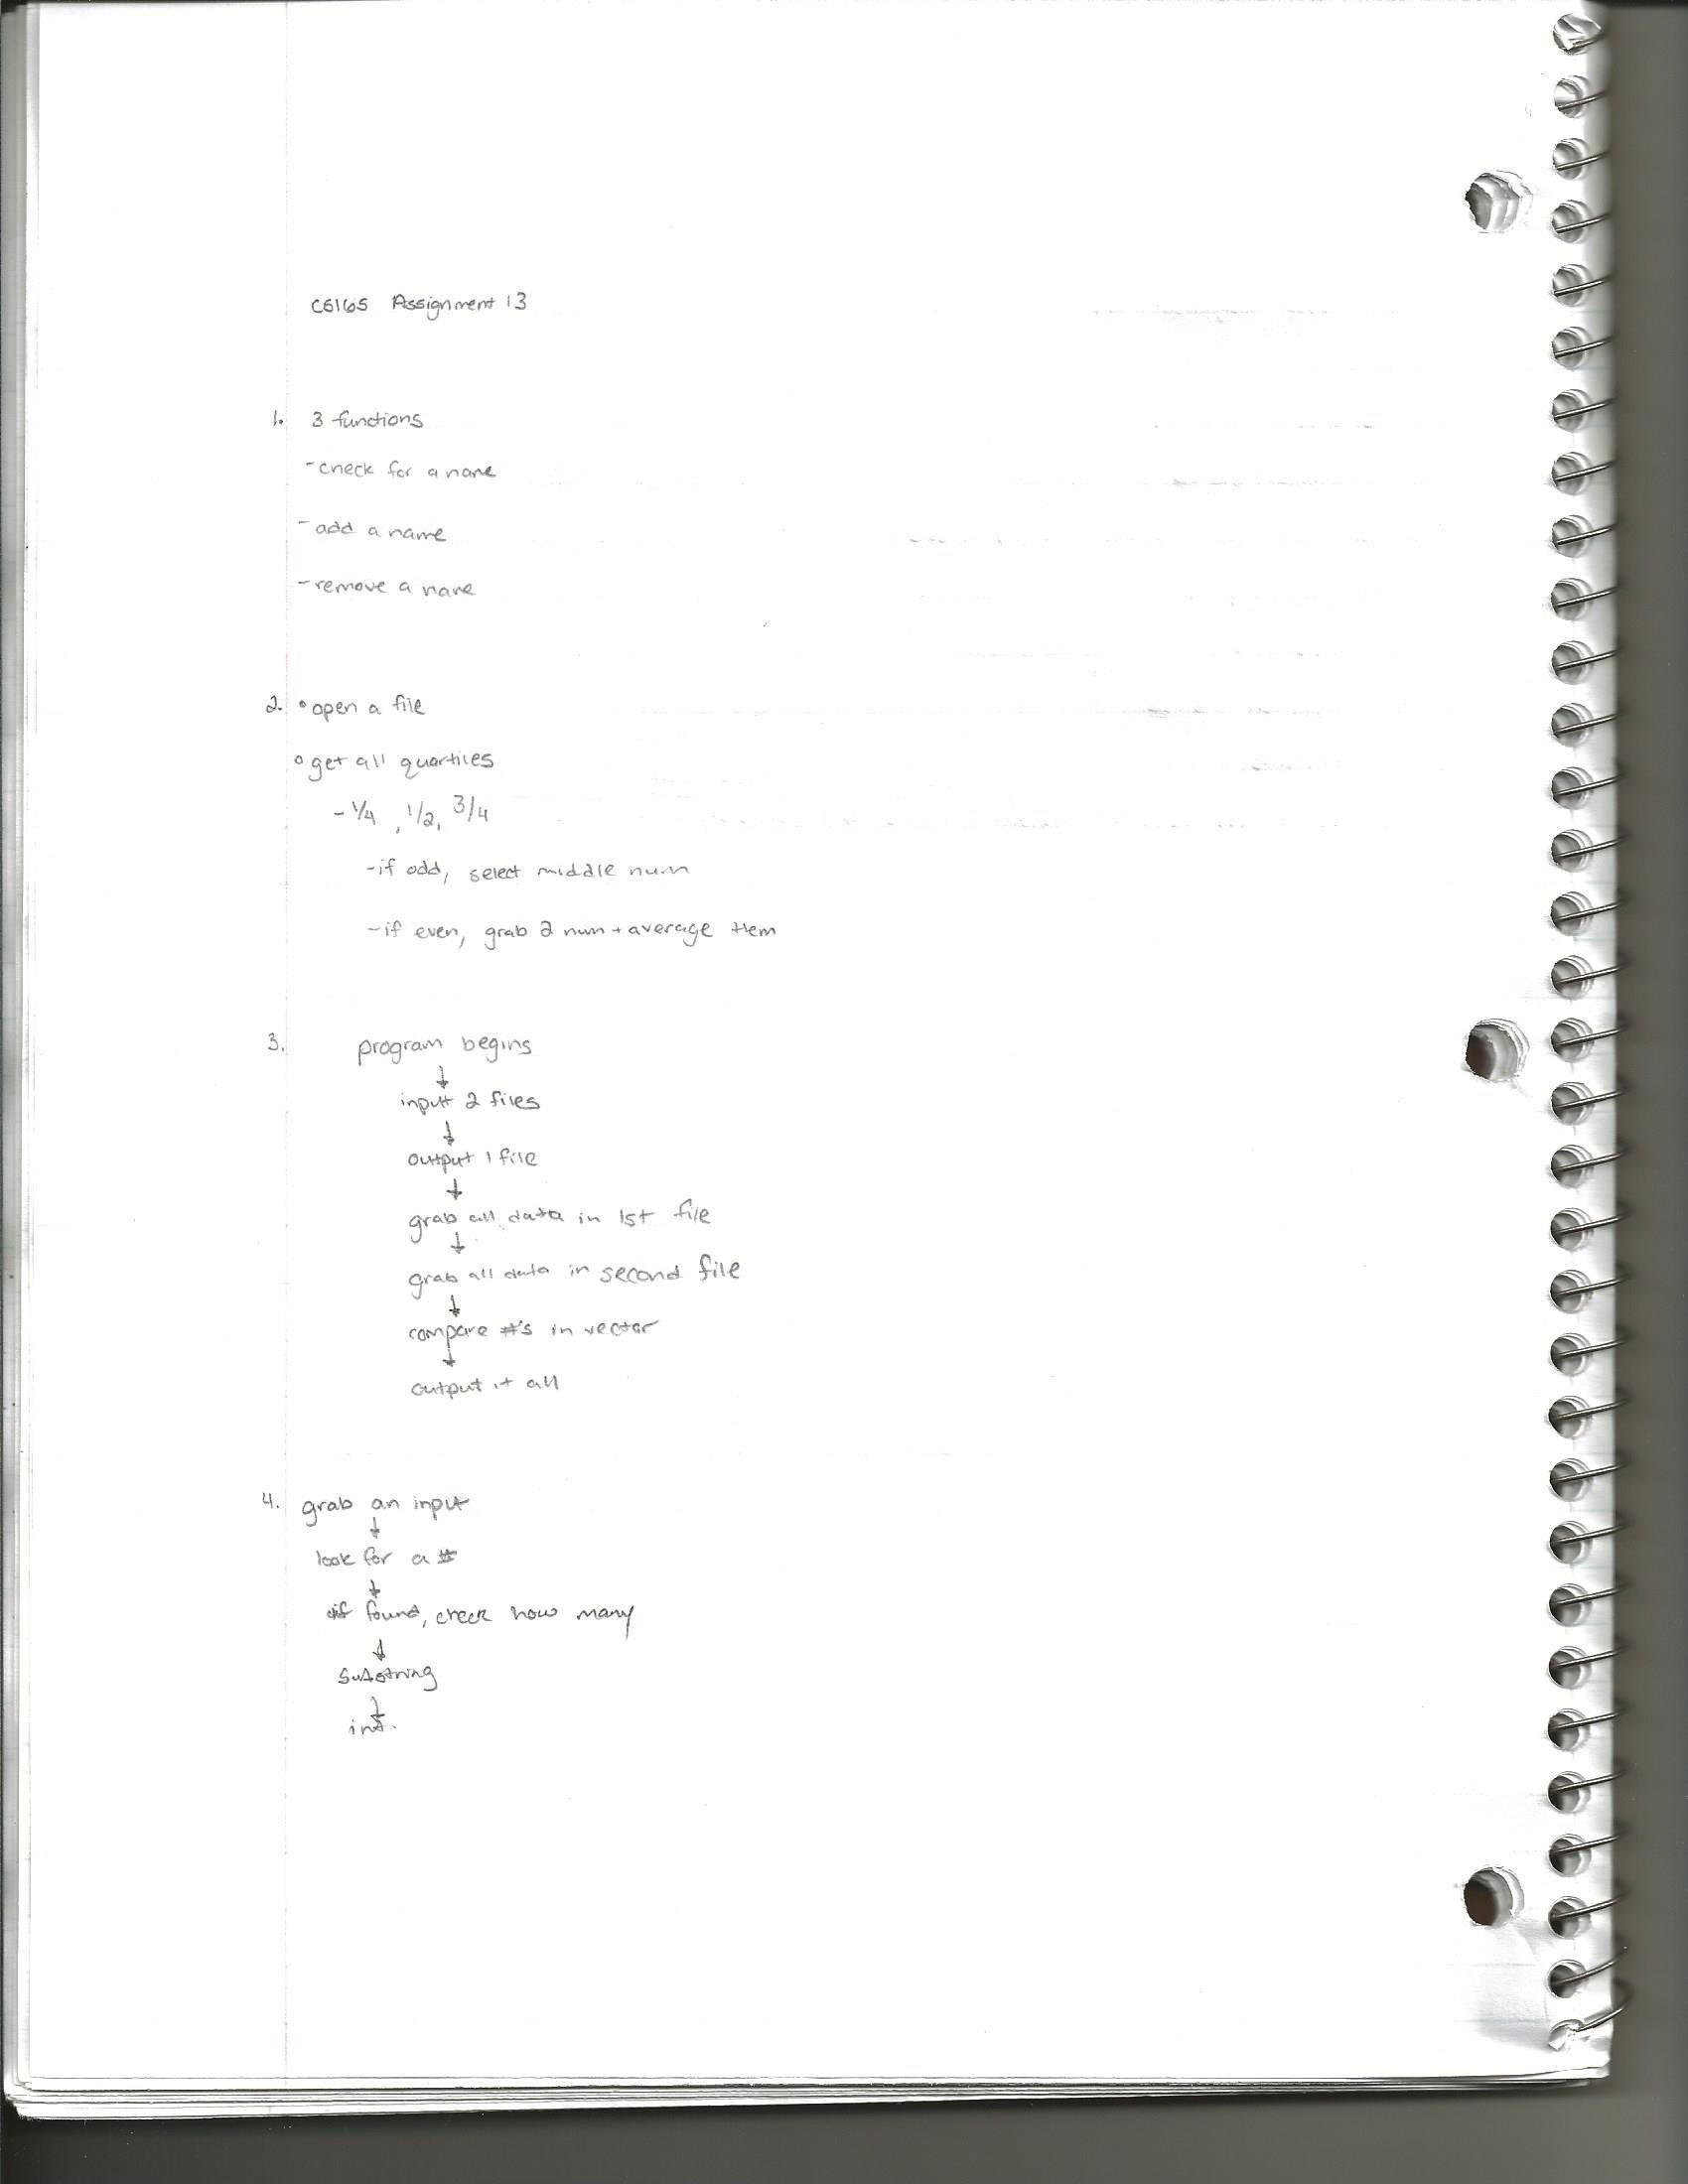 CS165 Assignment 13
1. 3 functions
- check for a name
- add a name
- remove a name
2. • open a file
• get all quartiles
- 1/4, 1/2, 3/4
- if odd, select middle num
- if even, grab 2 num + average them
3. program begins
↓
input 2 files
↓
output 1 file
↓
grab all data in 1st file
↓
grab all data in second file
↓
compare #'s in vector
↓
output it all
4. grab an input
↓
look for a #
↓
if found, check how many
↓
substring
↓
int.